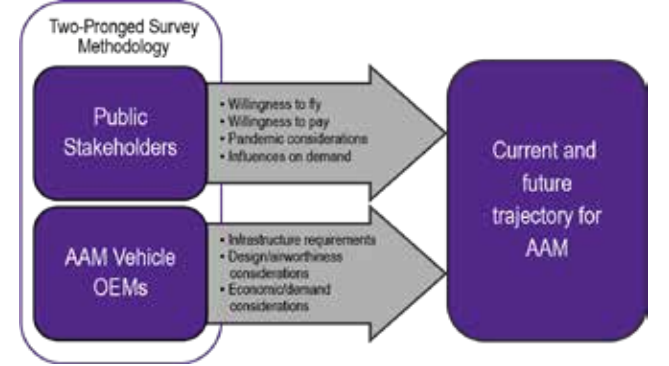 Two-Pronged Survey
Methodology
Public
Stakeholders
• Willingness to fly
• Willingness to pay
• Pandemic considerations
• Influences on demand
AAM Vehicle
OEMs
• Infrastructure requirements
• Design/airworthiness
considerations
• Economic/demand
considerations
Current and
future
trajectory for
AAM